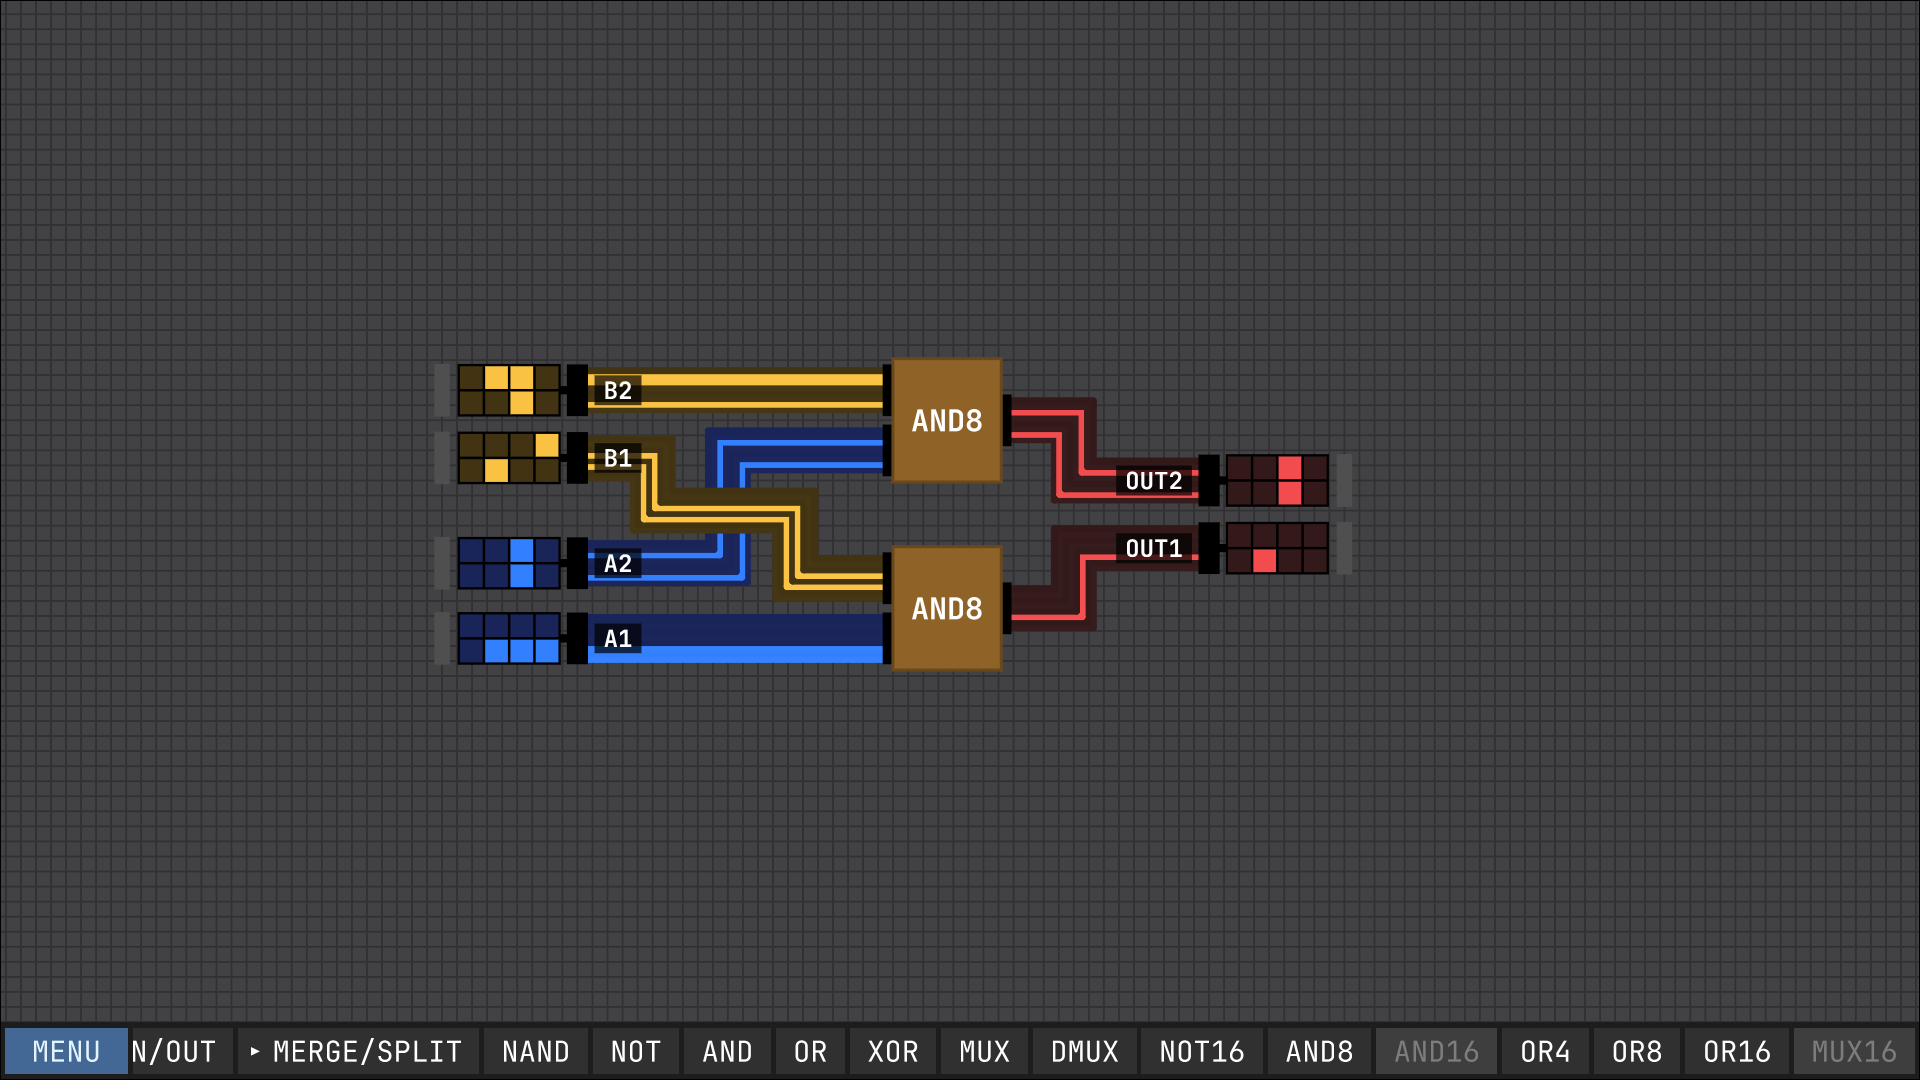 B2
B1
A2
A1
AND8
AND8
OUT2
OUT1
MENU N/OUT ▸ MERGE/SPLIT NAND NOT AND OR XOR MUX DMUX NOT16 AND8 AND16 OR4 OR8 OR16 MUX16